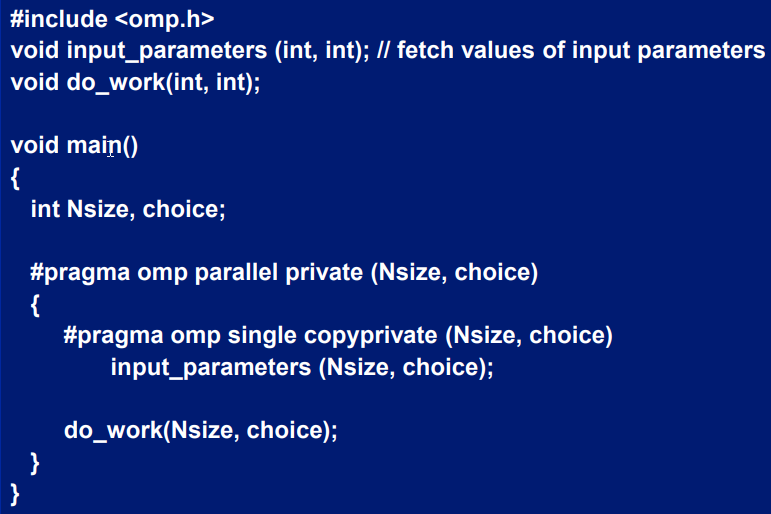 #include <omp.h>
void input_parameters (int, int); // fetch values of input parameters
void do_work(int, int);
void main()
{
int Nsize, choice;
#pragma omp parallel private (Nsize, choice)
{
#pragma omp single copyprivate (Nsize, choice)
input_parameters (Nsize, choice);
do_work(Nsize, choice);
}
}